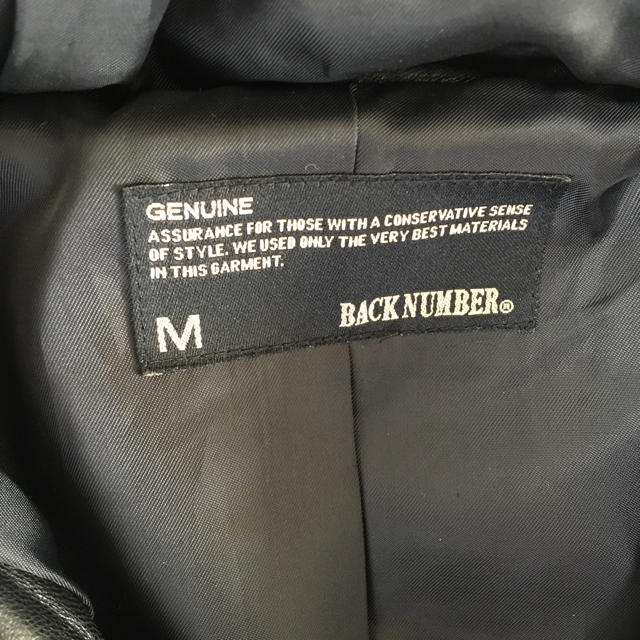 GENUINE
ASSURANCE FOR THOSE WITH A CONSERVATIVE SENSE
OF STYLE. WE USED ONLY THE VERY BEST MATERIALS
IN THIS GARMENT.
M
BACK NUMBER®